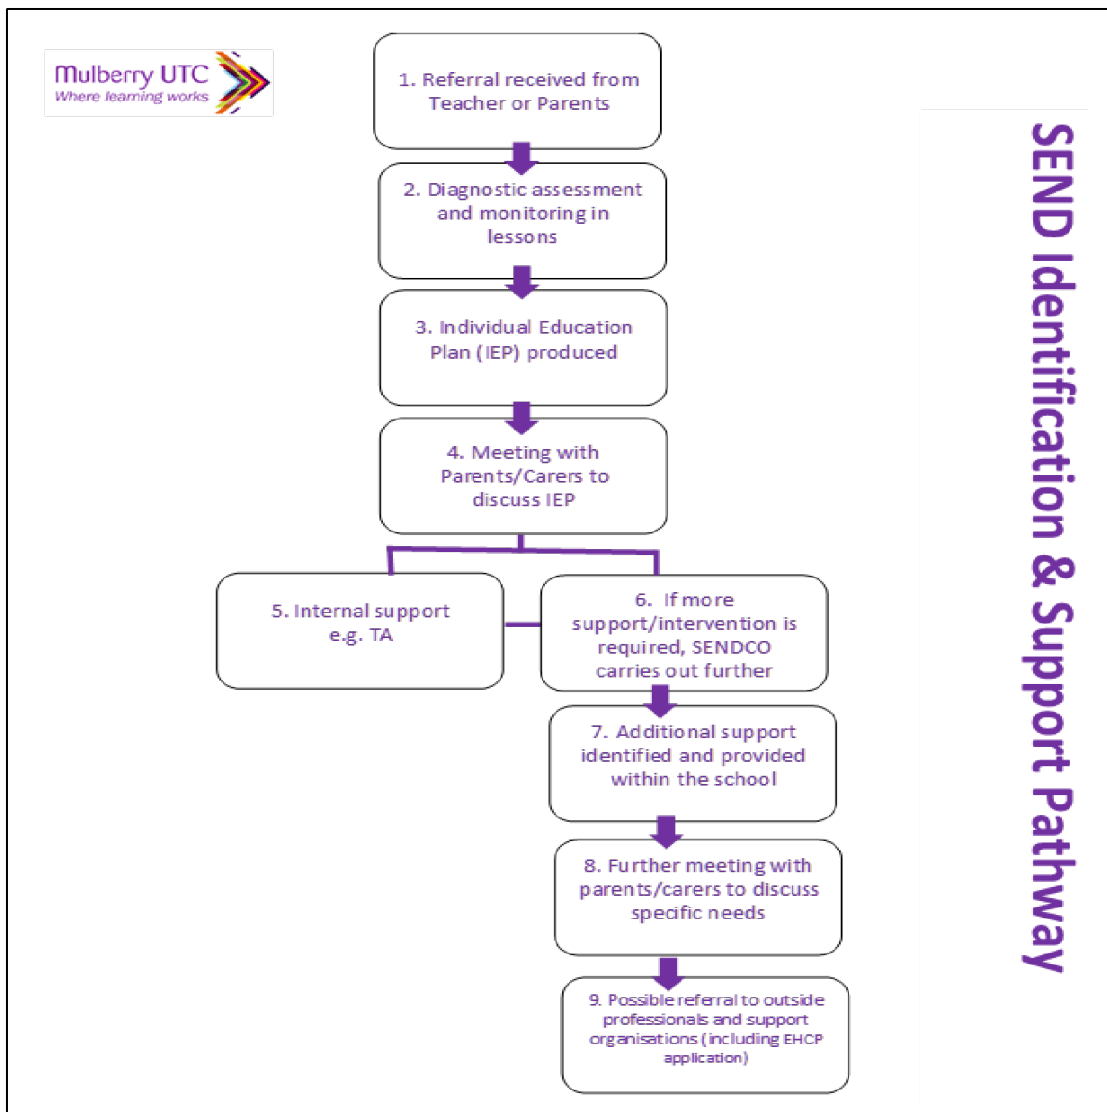 Mulberry UTC
Where learning works
1. Referral received from
Teacher or Parents
2. Diagnostic assessment
and monitoring in
lessons
3. Individual Education
Plan (IEP) produced
4. Meeting with
Parents/Carers to
discuss IEP
5. Internal support
e.g. TA
6. If more
support/intervention is
required, SENDCO
carries out further
7. Additional support
identified and provided
within the school
8. Further meeting with
parents/carers to discuss
specific needs
9. Possible referral to outside
professionals and support
organisations (including EHCP
application)
SEND Identification & Support Pathway